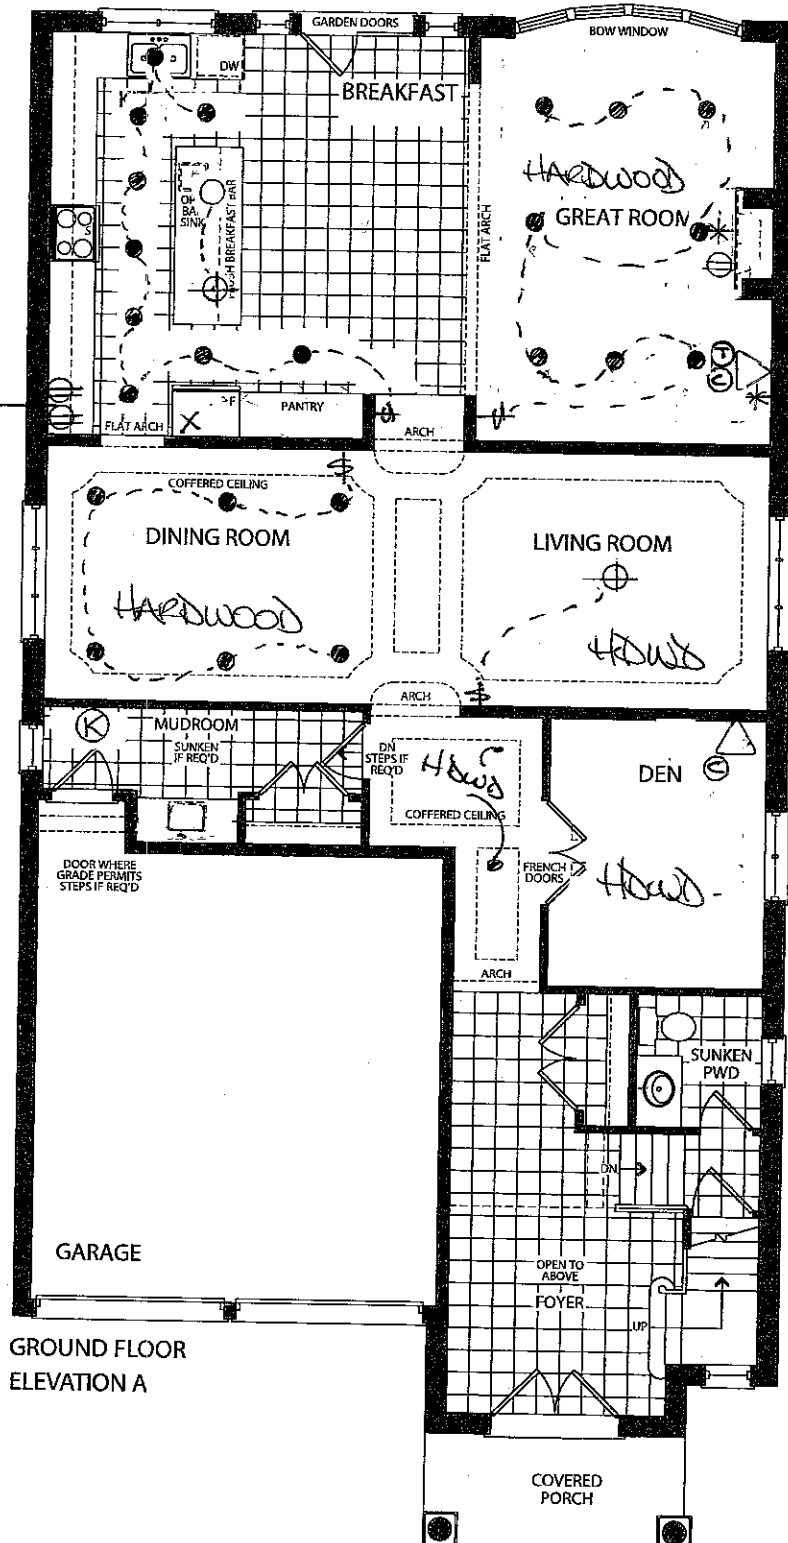 GARDEN DOORS
BOW WINDOW
DW
BREAKFAST
HARDWOOD
GREAT ROOM
FLAT ARCH
SINK
BREAKFAST BAR
S
F
PANTRY
FLAT ARCH
ARCH
COFFERED CEILING
DINING ROOM
LIVING ROOM
HARDWOOD
HDWD
ARCH
K
MUDROOM
SUNKEN
IF REQ'D
DN
STEPS IF
REQ'D
HDWD
COFFERED CEILING
DEN
C
DOOR WHERE
GRADE PERMITS
STEPS IF REQ'D
FRENCH
DOORS
HDWD-
ARCH
SUNKEN
PWD
DN
GARAGE
OPEN TO
ABOVE
FOYER
UP
GROUND FLOOR
ELEVATION A
COVERED
PORCH